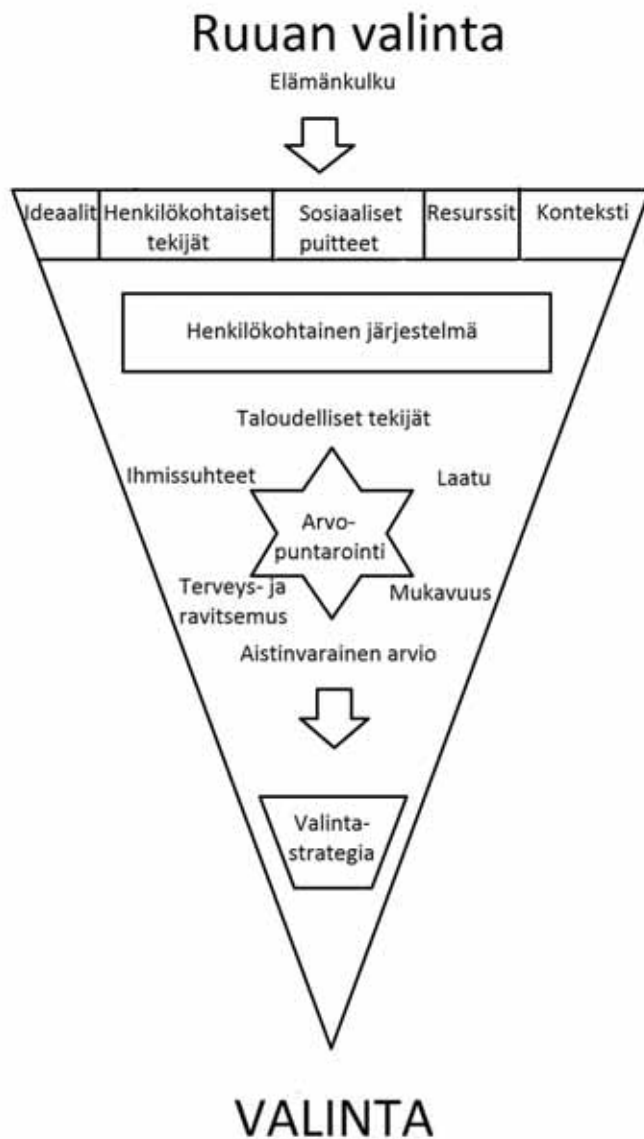 Ruuan valinta
Elämänkulku
Ideaalit
Henkilökohtaiset
tekijät
Sosiaaliset
puitteet
Resurssit
Konteksti
Henkilökohtainen järjestelmä
Taloudelliset tekijät
Ihmissuhteet
Laatu
Arvo-
puntarointi
Terveys- ja
ravitsemus
Mukavuus
Aistinvarainen arvio
Valinta-
strategia
VALINTA